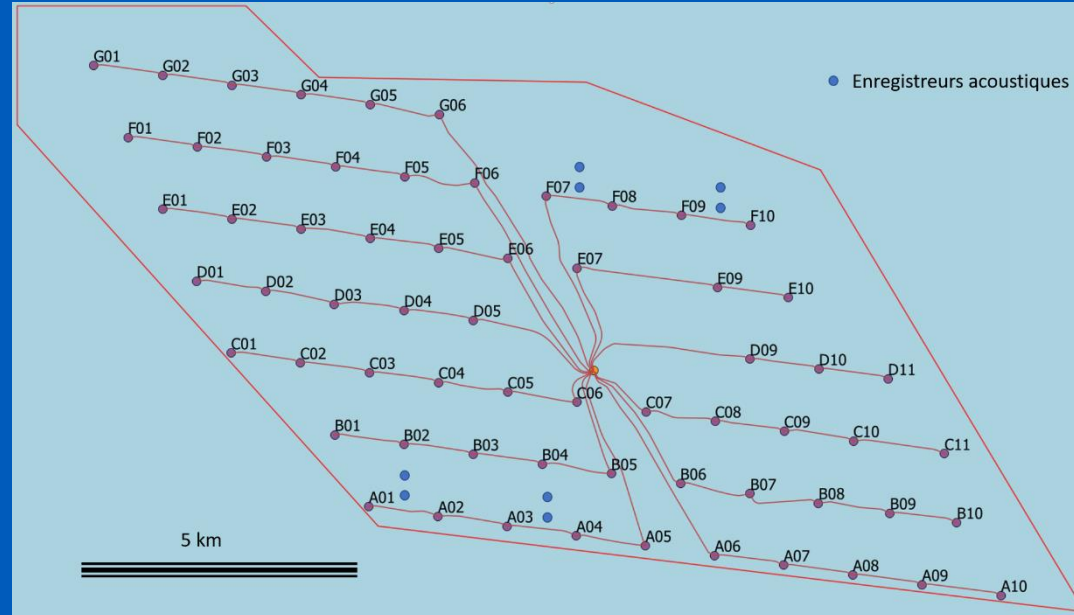 G01
G02
G03
G04
G05
G06
Enregistreurs acoustiques
F01
F02
F03
F04
F05
F06
F07
F08
F09
F10
E01
E02
E03
E04
E05
E06
E07
E09
E10
D01
D02
D03
D04
D05
D09
D10
D11
C01
C02
C03
C04
C05
C06
C07
C08
C09
C10
C11
B01
B02
B03
B04
B05
B06
B07
B08
B09
B10
A01
A02
A03
A04
A05
A06
A07
A08
A09
A10
5 km